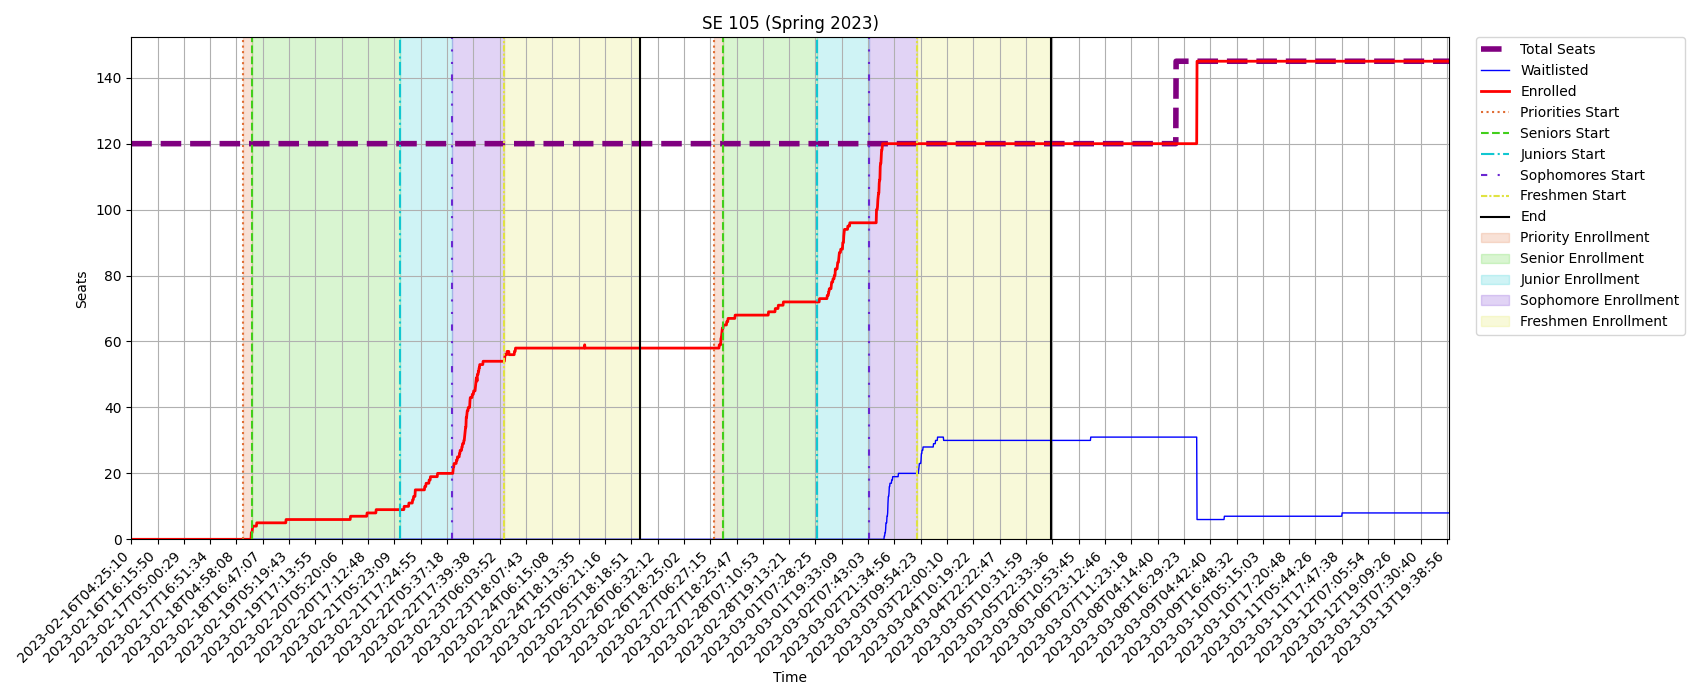 SE 105 (Spring 2023)
Seats
140
120
100
80
60
40
20
0
2023-02-16T04:25:10
2023-02-16T16:15:50
2023-02-17T05:00:29
2023-02-17T16:51:34
2023-02-18T04:58:08
2023-02-18T16:47:07
2023-02-19T05:19:43
2023-02-19T17:13:55
2023-02-20T05:20:06
2023-02-20T17:12:48
2023-02-21T05:23:09
2023-02-21T17:24:55
2023-02-22T05:37:18
2023-02-22T17:39:38
2023-02-23T06:03:52
2023-02-23T18:07:43
2023-02-24T06:15:08
2023-02-24T18:13:35
2023-02-25T06:21:16
2023-02-25T18:18:51
2023-02-26T06:32:12
2023-02-26T18:25:02
2023-02-27T06:27:15
2023-02-27T18:25:47
2023-02-28T07:10:53
2023-02-28T19:13:21
2023-03-01T07:28:25
2023-03-01T19:33:09
2023-03-02T07:43:03
2023-03-02T21:34:56
2023-03-03T09:54:23
2023-03-03T22:00:10
2023-03-04T10:19:22
2023-03-04T22:22:47
2023-03-05T10:31:59
2023-03-05T22:33:36
2023-03-06T10:53:45
2023-03-06T23:12:46
2023-03-07T11:23:18
2023-03-08T04:14:40
2023-03-08T16:29:23
2023-03-09T04:42:40
2023-03-09T16:48:32
2023-03-10T05:15:03
2023-03-10T17:20:48
2023-03-11T05:44:26
2023-03-11T17:47:38
2023-03-12T07:05:54
2023-03-12T19:09:26
2023-03-13T07:30:40
2023-03-13T19:38:56
Time
Total Seats
Waitlisted
Enrolled
Priorities Start
Seniors Start
Juniors Start
Sophomores Start
Freshmen Start
End
Priority Enrollment
Senior Enrollment
Junior Enrollment
Sophomore Enrollment
Freshmen Enrollment